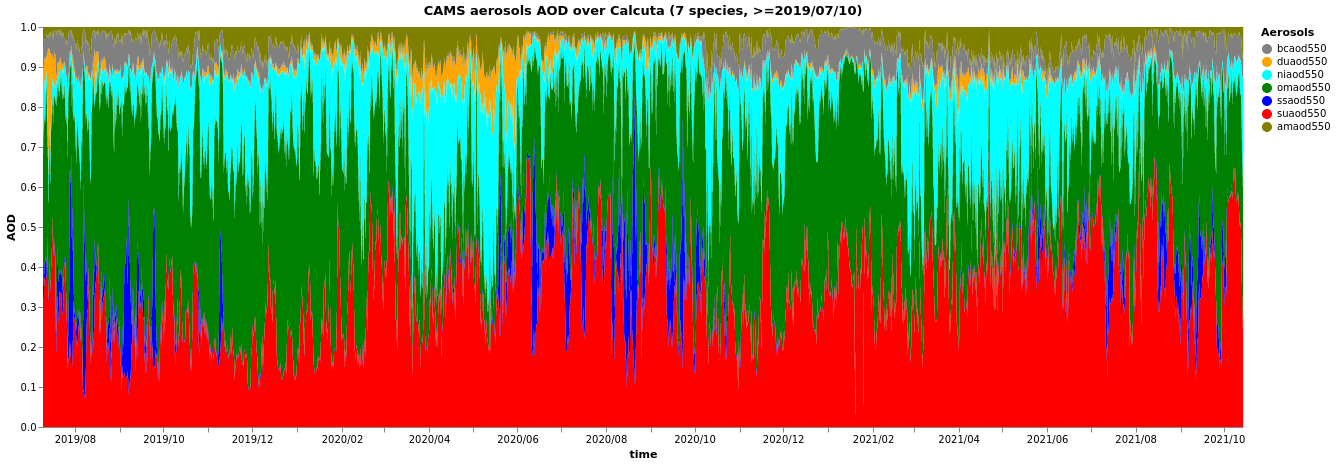 CAMS aerosols AOD over Calcuta (7 species, >=2019/07/10)
Aerosols
bcaod550
duaod550
niaod550
omaod550
ssaod550
suaod550
amaod550
AOD
1.0
0.9
0.8
0.7
0.6
0.5
0.4
0.3
0.2
0.1
0.0
2019/08 2019/10 2019/12 2020/02 2020/04 2020/06 2020/08 2020/10 2020/12 2021/02 2021/04 2021/06 2021/08 2021/10
time